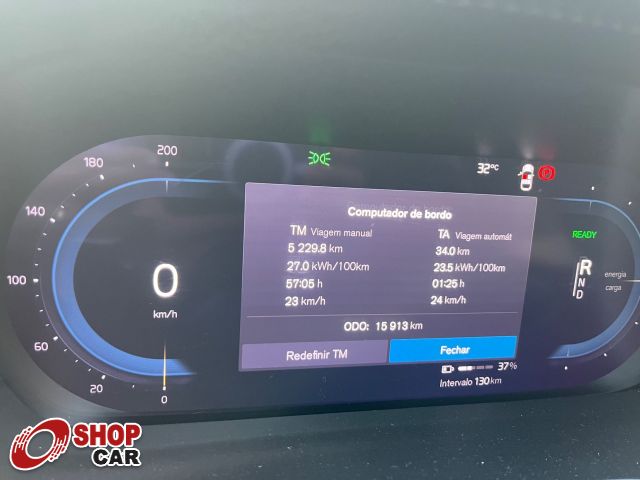 200
180
140
100
60
20
0
0
km/h
32°C
READY
R
N
D
energia
carga
Computador de bordo
TM Viagem manual
TA Viagem automát
5 229.8 km
34.0 km
27.0 kWh/100km
23.5 kWh/100km
57:05 h
01:25 h
23 km/h
24 km/h
ODO: 15 913 km
Redefinir TM
Fechar
37%
Intervalo 130 km
SHOP
CAR